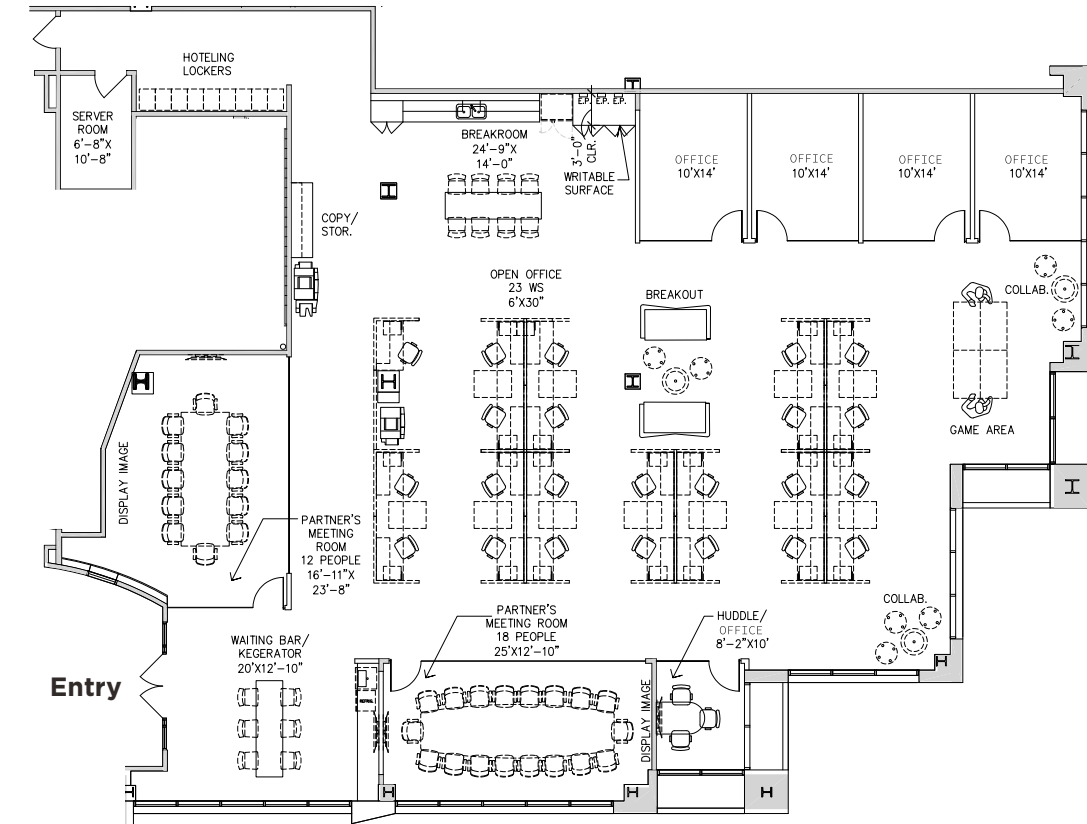 HOTELING
LOCKERS
SERVER
ROOM
6'-8"X
10'-8"
BREAKROOM
24'-9"X
14'-0"
E.P. E.P. E.P.
3'-0"
CLR.
WRITABLE
SURFACE
OFFICE
10'X14'
OFFICE
10'X14'
OFFICE
10'X14'
OFFICE
10'X14'
COPY/
STOR.
OPEN OFFICE
23 WS
6'X30"
BREAKOUT
COLLAB.
GAME AREA
DISPLAY IMAGE
PARTNER'S
MEETING
ROOM
12 PEOPLE
16'-11"X
23'-8"
COLLAB.
PARTNER'S
MEETING ROOM
18 PEOPLE
25'X12'-10"
HUDDLE/
OFFICE
8'-2"X10'
WAITING BAR/
KEGERATOR
20'X12'-10"
Entry
DISPLAY IMAGE